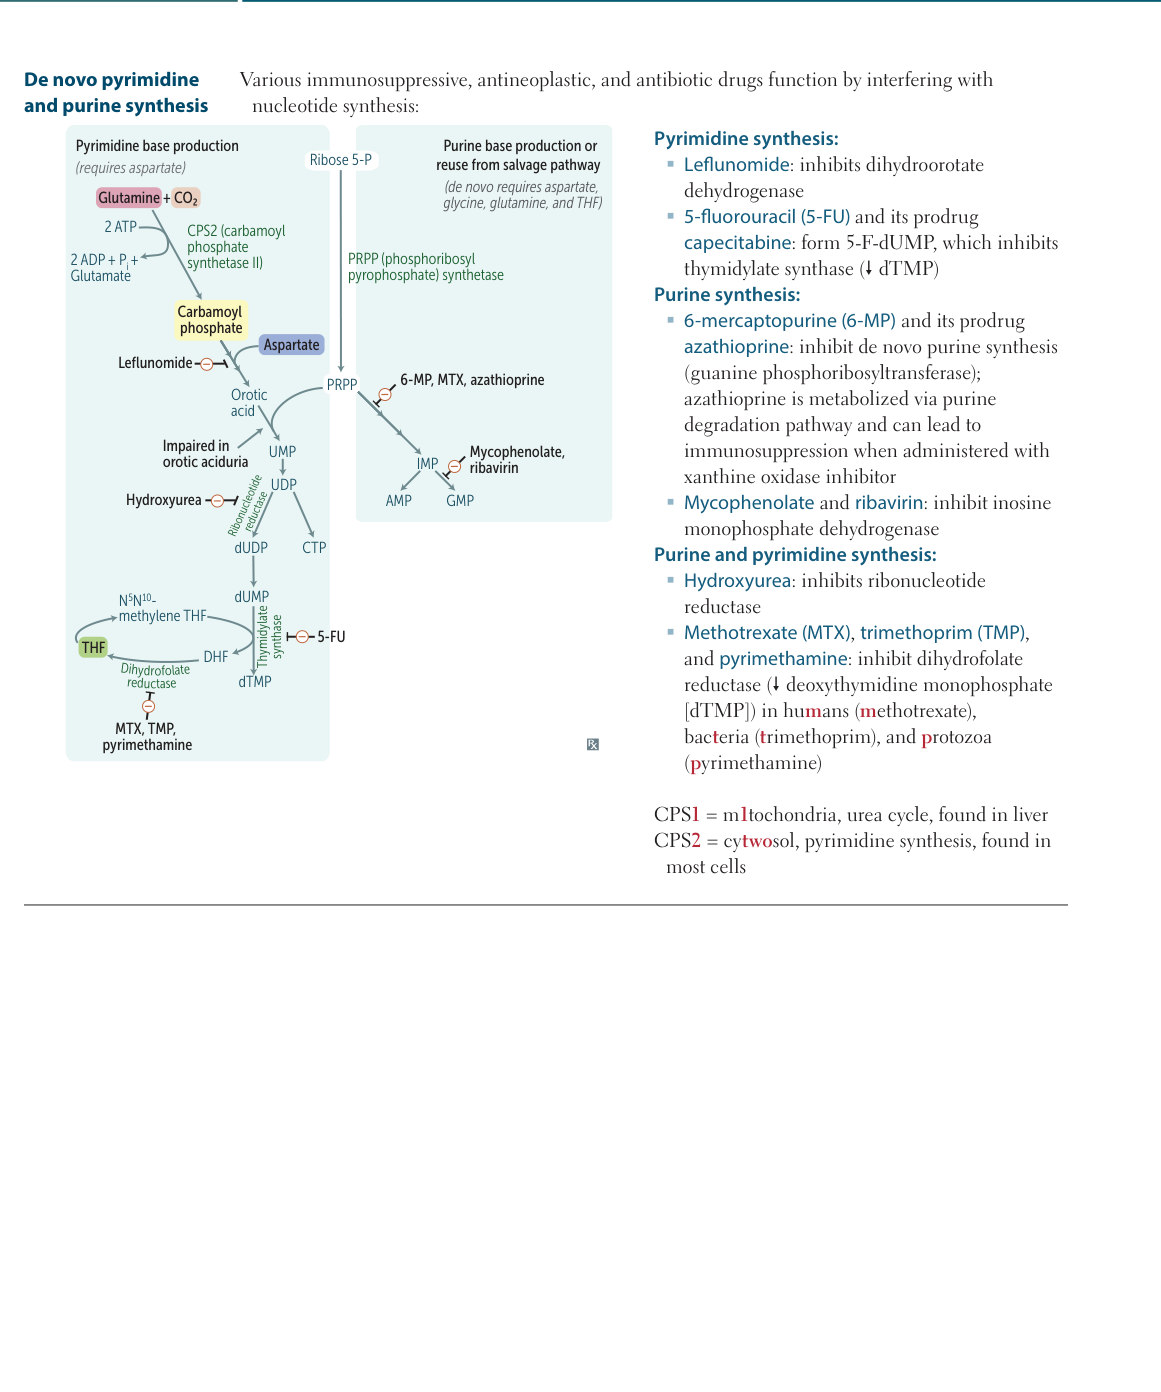 De novo pyrimidine
and purine synthesis
Various immunosuppressive, antineoplastic, and antibiotic drugs function by interfering with
nucleotide synthesis:
Pyrimidine base production
(requires aspartate)
Glutamine + CO₂
2 ATP
2 ADP + Pᵢ +
Glutamate
CPS2 (carbamoyl
phosphate
synthetase II)
Carbamoyl
phosphate
Aspartate
Leflunomide
Orotic
acid
Impaired in
orotic aciduria
UMP
UDP
Hydroxyurea
Ribonucleotide
reductase
dUDP
CTP
dUMP
N⁵N¹⁰-
methylene THF
THF
DHF
Thymidylate
synthase
5-FU
Dihydrofolate
reductase
dTMP
MTX, TMP,
pyrimethamine
Ribose 5-P
Purine base production or
reuse from salvage pathway
(de novo requires aspartate,
glycine, glutamine, and THF)
PRPP (phosphoribosyl
pyrophosphate) synthetase
PRPP
6-MP, MTX, azathioprine
Mycophenolate,
ribavirin
IMP
AMP
GMP
Rx
Pyrimidine synthesis:
▪ Leflunomide: inhibits dihydroorotate
dehydrogenase
▪ 5-fluorouracil (5-FU) and its prodrug
capecitabine: form 5-F-dUMP, which inhibits
thymidylate synthase (↓ dTMP)
Purine synthesis:
▪ 6-mercaptopurine (6-MP) and its prodrug
azathioprine: inhibit de novo purine synthesis
(guanine phosphoribosyltransferase);
azathioprine is metabolized via purine
degradation pathway and can lead to
immunosuppression when administered with
xanthine oxidase inhibitor
▪ Mycophenolate and ribavirin: inhibit inosine
monophosphate dehydrogenase
Purine and pyrimidine synthesis:
▪ Hydroxyurea: inhibits ribonucleotide
reductase
▪ Methotrexate (MTX), trimethoprim (TMP),
and pyrimethamine: inhibit dihydrofolate
reductase (↓ deoxythymidine monophosphate
[dTMP]) in humans (methotrexate),
bacteria (trimethoprim), and protozoa
(pyrimethamine)
CPS1 = m1tochondria, urea cycle, found in liver
CPS2 = cytwosol, pyrimidine synthesis, found in
most cells